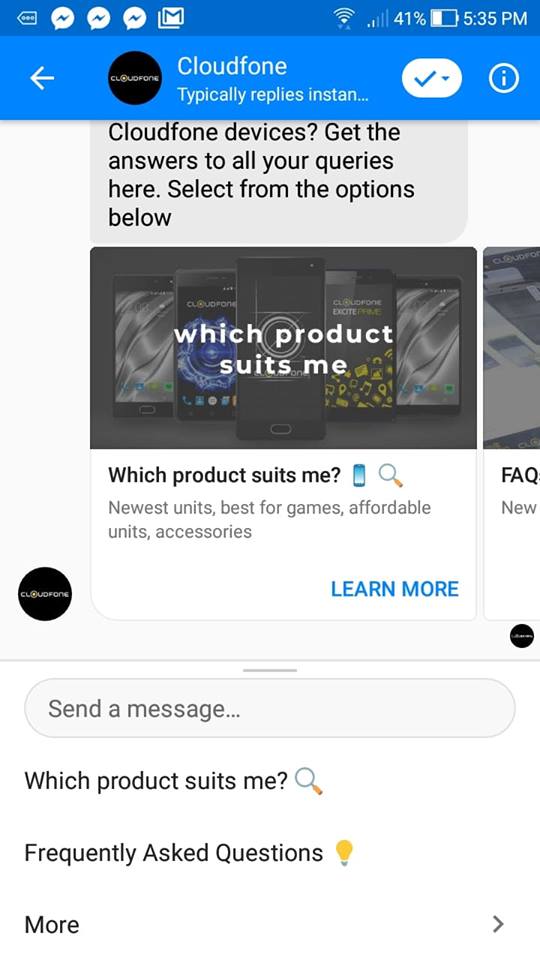 41% 5:35 PM
Cloudfone
Typically replies instan...
Cloudfone devices? Get the
answers to all your queries
here. Select from the options
below
CLOUDFONE
CLOUDFONE
EXCITE PRIME
which product
suits me
Which product suits me? 📱 🔍
Newest units, best for games, affordable
units, accessories
LEARN MORE
FAQ
New
CLOUDFONE
Send a message...
Which product suits me? 🔍
Frequently Asked Questions 💡
More